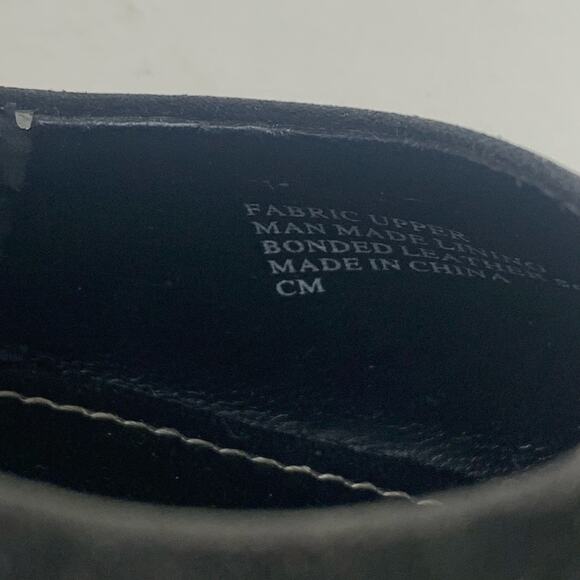 FABRIC UPPER
MAN MADE LINING
BONDED LEATHER
MADE IN CHINA
CM